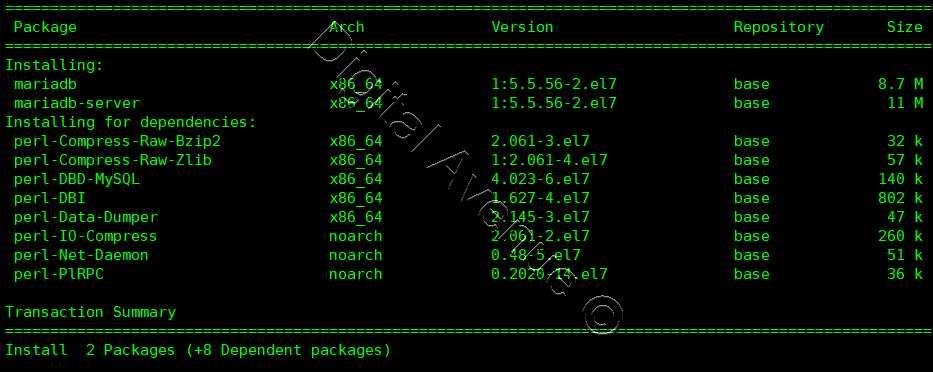 ================================================================================
Package Arch Version Repository Size
================================================================================
Installing:
mariadb x86_64 1:5.5.56-2.el7 base 8.7 M
mariadb-server x86_64 1:5.5.56-2.el7 base 11 M
Installing for dependencies:
perl-Compress-Raw-Bzip2 x86_64 2.061-3.el7 base 32 k
perl-Compress-Raw-Zlib x86_64 1:2.061-4.el7 base 57 k
perl-DBD-MySQL x86_64 4.023-6.el7 base 140 k
perl-DBI x86_64 1.627-4.el7 base 802 k
perl-Data-Dumper x86_64 2.145-3.el7 base 47 k
perl-IO-Compress noarch 2.061-2.el7 base 260 k
perl-Net-Daemon noarch 0.48-5.el7 base 51 k
perl-PlRPC noarch 0.2020-14.el7 base 36 k
Transaction Summary
================================================================================
Install 2 Packages (+8 Dependent packages)
Digital Avenue ©